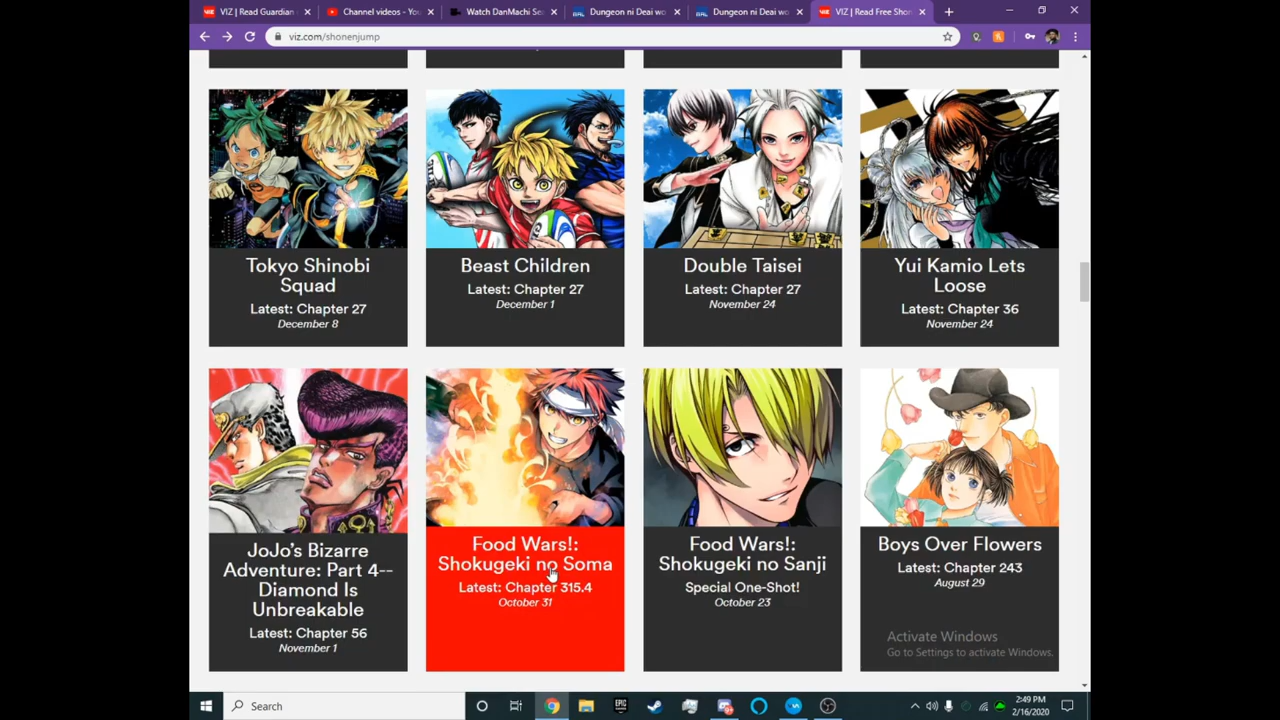 VIZ | Read Guardian
Channel videos - You
Watch DanMachi Se
Dungeon ni Deai wo
Dungeon ni Deai wo
VIZ | Read Free Shon
viz.com/shonenjump
Tokyo Shinobi
Squad
Latest: Chapter 27
December 8
Beast Children
Latest: Chapter 27
December 1
Double Taisei
Latest: Chapter 27
November 24
Yui Kamio Lets
Loose
Latest: Chapter 36
November 24
JoJo's Bizarre
Adventure: Part 4--
Diamond Is
Unbreakable
Latest: Chapter 56
November 1
Food Wars!:
Shokugeki no Soma
Latest: Chapter 315.4
October 31
Food Wars!:
Shokugeki no Sanji
Special One-Shot!
October 23
Boys Over Flowers
Latest: Chapter 243
August 29
Activate Windows
Go to Settings to activate Windows.
Search
EPIC
2:49 PM
2/16/2020